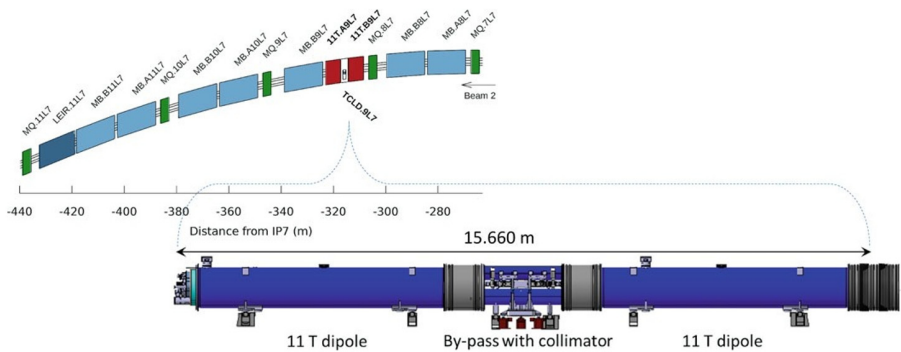 MQ.11L7
LEIR.11L7
MB.B11L7
MB.A11L7
MQ.10L7
MB.B10L7
MB.A10L7
MQ.9L7
MB.B9L7
11T.A9L7
11T.B9L7
MQ.8L7
MB.B8L7
MB.A8L7
MQ.7L7
Beam 2
TCLD.9L7
-440 -420 -400 -380 -360 -340 -320 -300 -280
Distance from IP7 (m)
15.660 m
11 T dipole By-pass with collimator 11 T dipole